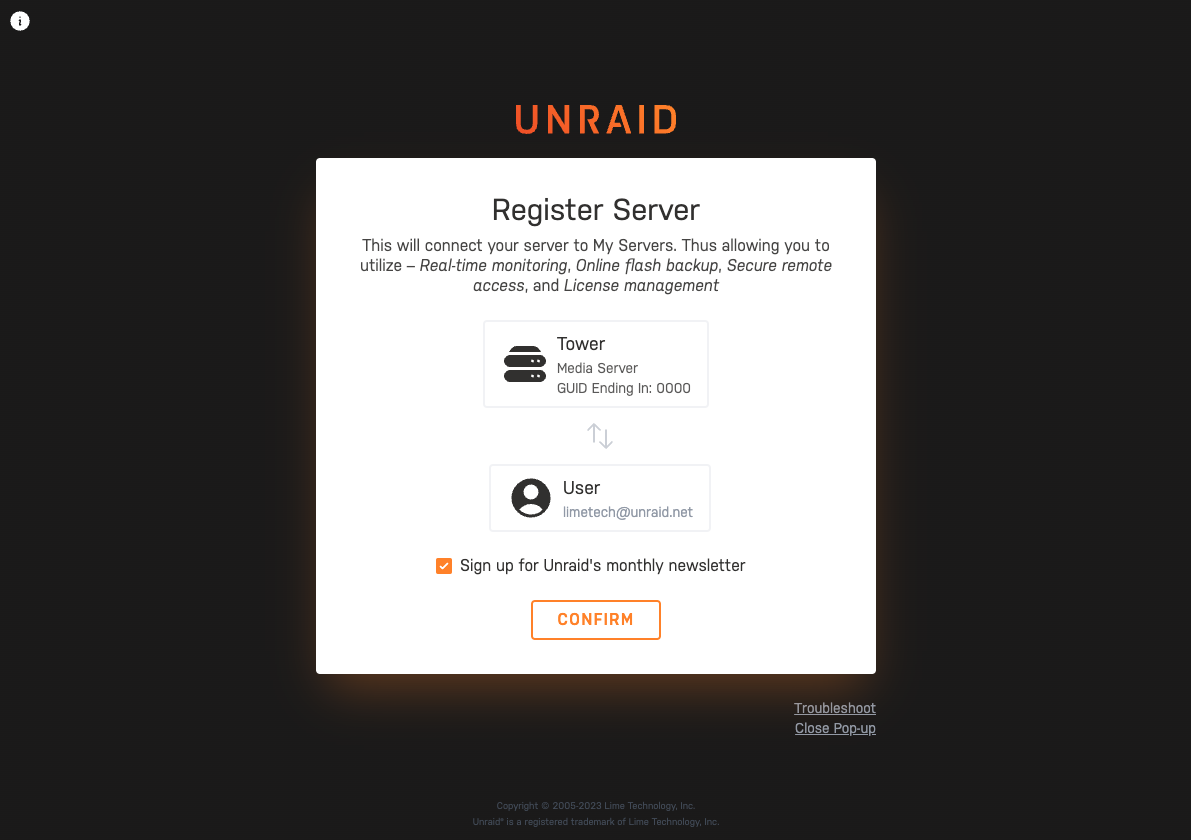 i
UNRAID
Register Server
This will connect your server to My Servers. Thus allowing you to
utilize – Real-time monitoring, Online flash backup, Secure remote
access, and License management
Tower
Media Server
GUID Ending In: 0000
User
limetech@unraid.net
Sign up for Unraid's monthly newsletter
CONFIRM
Troubleshoot
Close Pop-up
Copyright © 2005-2023 Lime Technology, Inc.
Unraid® is a registered trademark of Lime Technology, Inc.